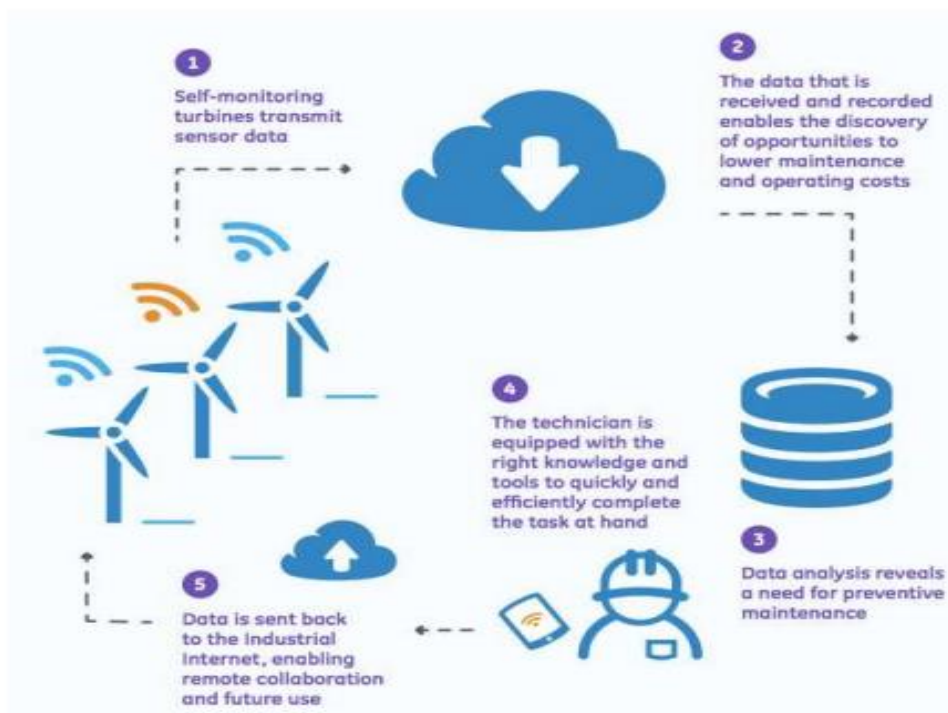 1
Self-monitoring
turbines transmit
sensor data
2
The data that is
received and recorded
enables the discovery
of opportunities to
lower maintenance
and operating costs
3
Data analysis reveals
a need for preventive
maintenance
4
The technician is
equipped with the
right knowledge and
tools to quickly and
efficiently complete
the task at hand
5
Data is sent back
to the Industrial
Internet, enabling
remote collaboration
and future use